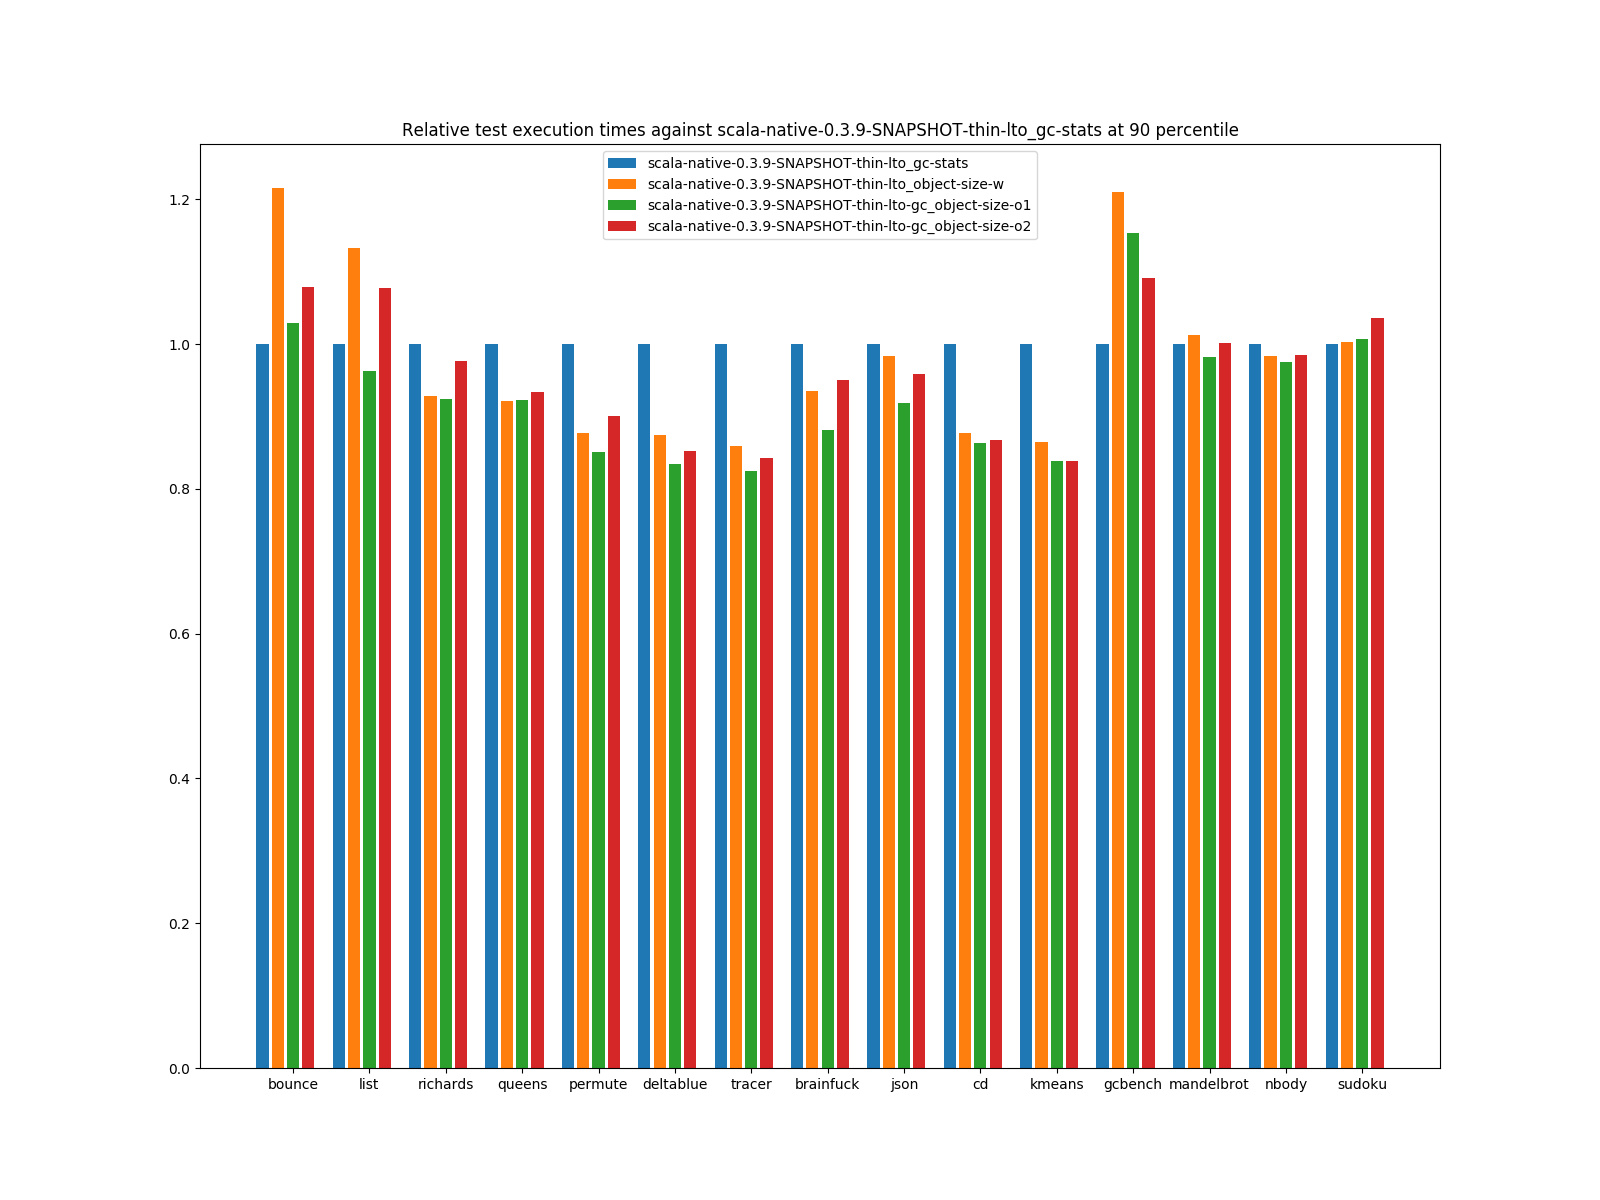 Relative test execution times against scala-native-0.3.9-SNAPSHOT-thin-lto_gc-stats at 90 percentile
scala-native-0.3.9-SNAPSHOT-thin-lto_gc-stats
scala-native-0.3.9-SNAPSHOT-thin-lto_object-size-w
scala-native-0.3.9-SNAPSHOT-thin-lto-gc_object-size-o1
scala-native-0.3.9-SNAPSHOT-thin-lto-gc_object-size-o2
1.2
1.0
0.8
0.6
0.4
0.2
0.0
bounce list richards queens permute deltablue tracer brainfuck json cd kmeans gcbench mandelbrot nbody sudoku